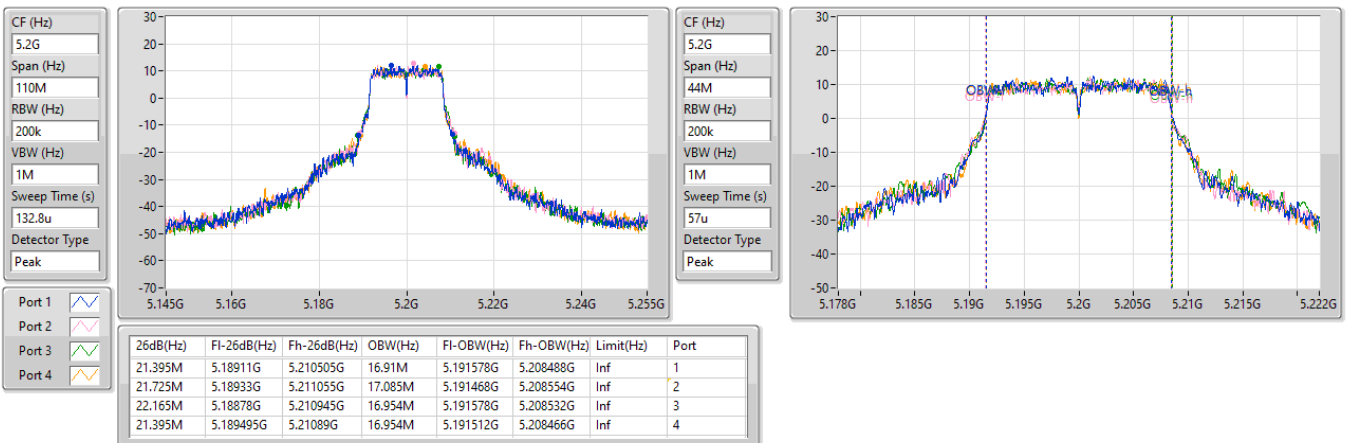 CF (Hz)
5.2G
Span (Hz)
110M
RBW (Hz)
200k
VBW (Hz)
1M
Sweep Time (s)
132.8u
Detector Type
Peak
30-
20-
10-
0-
-10-
-20-
-30-
-40-
-50-
-60-
-70-
5.145G 5.16G 5.18G 5.2G 5.22G 5.24G 5.255G
CF (Hz)
5.2G
Span (Hz)
44M
RBW (Hz)
200k
VBW (Hz)
1M
Sweep Time (s)
57u
Detector Type
Peak
30-
20-
10-
0-
-10-
-20-
-30-
-40-
-50-
5.178G 5.185G 5.19G 5.195G 5.2G 5.205G 5.21G 5.215G 5.222G
Port 1
Port 2
Port 3
Port 4
26dB(Hz) Fl-26dB(Hz) Fh-26dB(Hz) OBW(Hz) Fl-OBW(Hz) Fh-OBW(Hz) Limit(Hz) Port
21.395M 5.18911G 5.210505G 16.91M 5.191578G 5.208488G Inf 1
21.725M 5.18933G 5.211055G 17.085M 5.191468G 5.208554G Inf 2
22.165M 5.18878G 5.210945G 16.954M 5.191578G 5.208532G Inf 3
21.395M 5.189495G 5.21089G 16.954M 5.191512G 5.208466G Inf 4